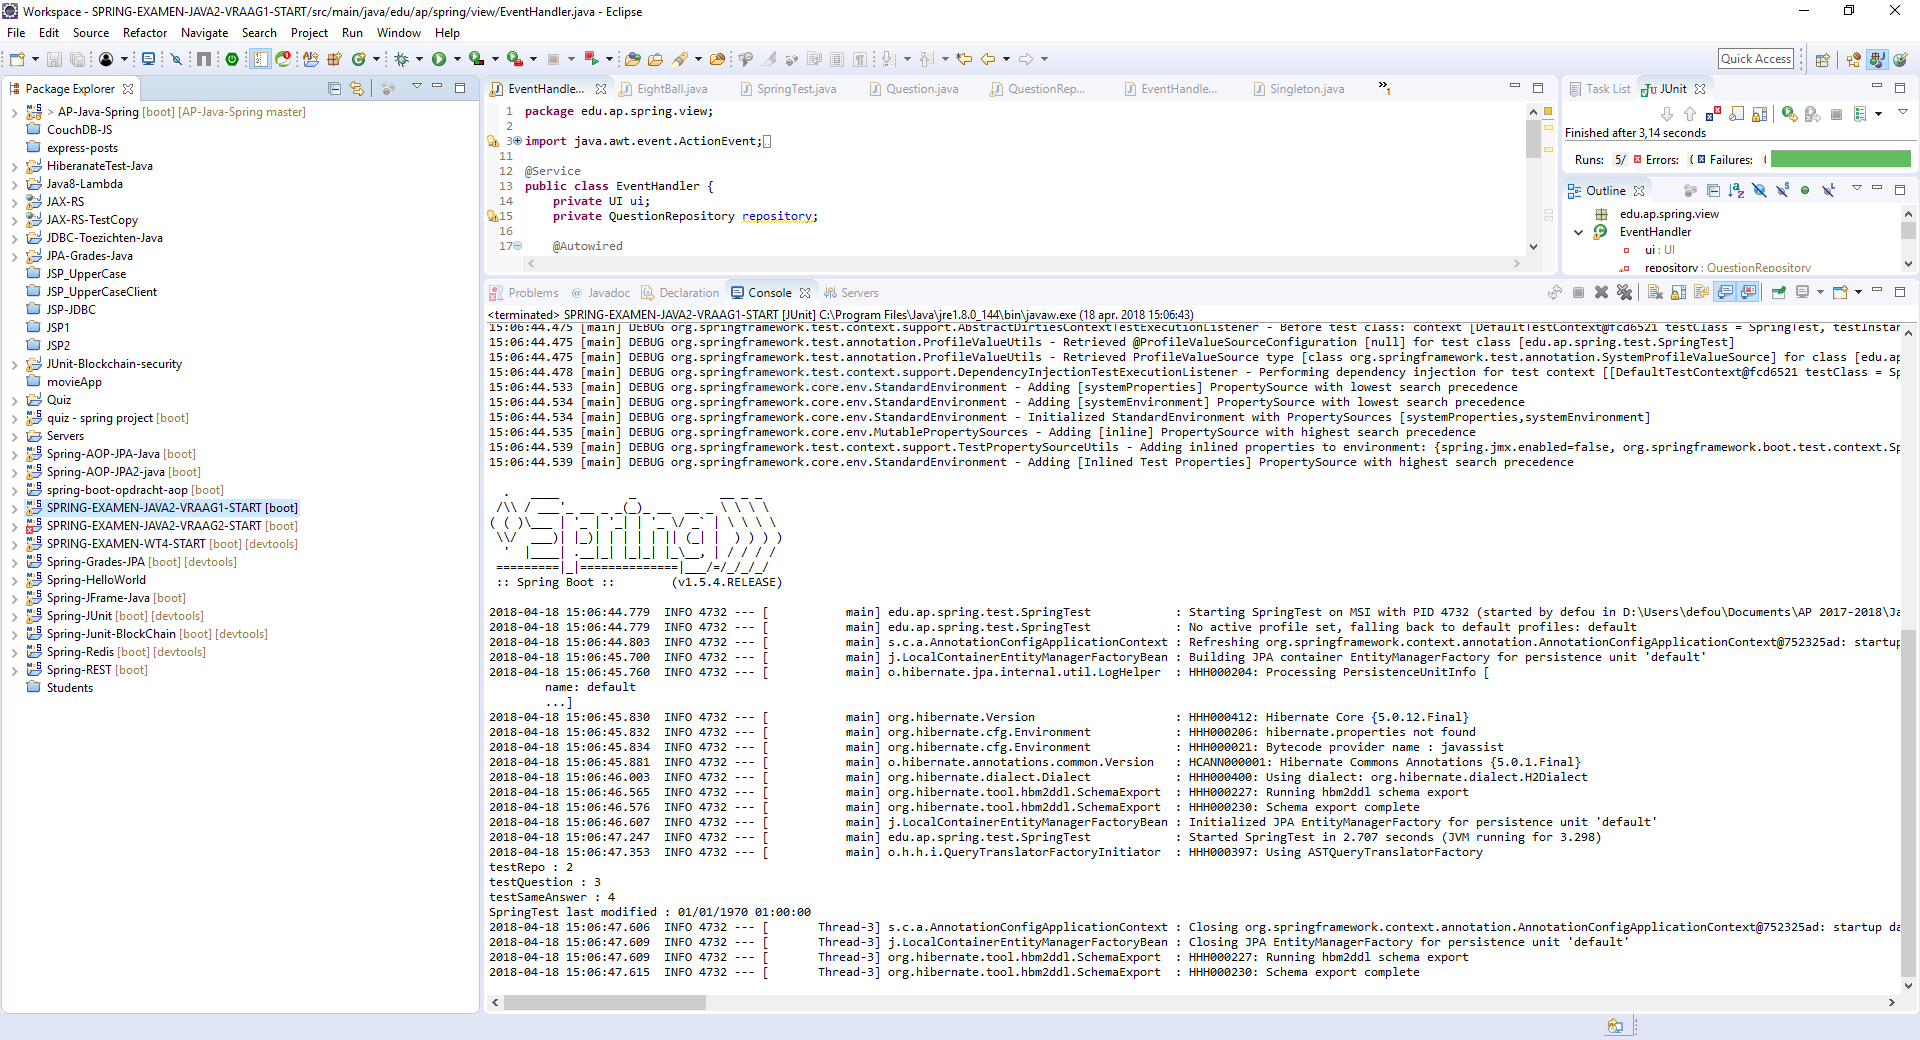 Workspace - SPRING-EXAMEN-JAVA2-VRAAG1-START/src/main/java/edu/ap/spring/view/EventHandler.java - Eclipse
File Edit Source Refactor Navigate Search Project Run Window Help
Quick Access
Package Explorer
> AP-Java-Spring [boot] [AP-Java-Spring master]
CouchDB-JS
express-posts
HiberanateTest-Java
Java8-Lambda
JAX-RS
JAX-RS-TestCopy
JDBC-Toezichten-Java
JPA-Grades-Java
JSP_UpperCase
JSP_UpperCaseClient
JSP-JDBC
JSP1
JSP2
JUnit-Blockchain-security
movieApp
Quiz
quiz - spring project [boot]
Servers
Spring-AOP-JPA-Java [boot]
Spring-AOP-JPA2-java [boot]
spring-boot-opdracht-aop [boot]
SPRING-EXAMEN-JAVA2-VRAAG1-START [boot]
SPRING-EXAMEN-JAVA2-VRAAG2-START [boot]
SPRING-EXAMEN-WT4-START [boot] [devtools]
Spring-Grades-JPA [boot] [devtools]
Spring-HelloWorld
Spring-JFrame-Java [boot]
Spring-JUnit [boot] [devtools]
Spring-Junit-BlockChain [boot] [devtools]
Spring-Redis [boot] [devtools]
Spring-REST [boot]
Students
EventHandle... EightBall.java SpringTest.java Question.java QuestionRep... EventHandle... Singleton.java »1
1 package edu.ap.spring.view;
2
3 import java.awt.event.ActionEvent;
11
12 @Service
13 public class EventHandler {
14 private UI ui;
15 private QuestionRepository repository;
16
17 @Autowired
Task List JUnit
Finished after 3,14 seconds
Runs: 5/ Errors: Failures:
Outline
edu.ap.spring.view
EventHandler
ui : UI
repository : QuestionRepository
Problems @ Javadoc Declaration Console Servers
<terminated> SPRING-EXAMEN-JAVA2-VRAAG1-START [JUnit] C:\Program Files\Java\jre1.8.0_144\bin\javaw.exe (18 apr. 2018 15:06:43)
15:06:44.475 [main] DEBUG org.springframework.test.context.support.AbstractDirtiesContextTestExecutionListener - Before test class: context [DefaultTestContext@fcd6521 testClass = SpringTest, testInstan
15:06:44.475 [main] DEBUG org.springframework.test.annotation.ProfileValueUtils - Retrieved @ProfileValueSourceConfiguration [null] for test class [edu.ap.spring.test.SpringTest]
15:06:44.475 [main] DEBUG org.springframework.test.annotation.ProfileValueUtils - Retrieved ProfileValueSource type [class org.springframework.test.annotation.SystemProfileValueSource] for class [edu.ap
15:06:44.478 [main] DEBUG org.springframework.test.context.support.DependencyInjectionTestExecutionListener - Performing dependency injection for test context [[DefaultTestContext@fcd6521 testClass = Sp
15:06:44.533 [main] DEBUG org.springframework.core.env.StandardEnvironment - Adding [systemProperties] PropertySource with lowest search precedence
15:06:44.534 [main] DEBUG org.springframework.core.env.StandardEnvironment - Adding [systemEnvironment] PropertySource with lowest search precedence
15:06:44.534 [main] DEBUG org.springframework.core.env.StandardEnvironment - Initialized StandardEnvironment with PropertySources [systemProperties,systemEnvironment]
15:06:44.535 [main] DEBUG org.springframework.core.env.MutablePropertySources - Adding [inline] PropertySource with highest search precedence
15:06:44.539 [main] DEBUG org.springframework.test.context.support.TestPropertySourceUtils - Adding inlined properties to environment: {spring.jmx.enabled=false, org.springframework.boot.test.context.Sp
15:06:44.539 [main] DEBUG org.springframework.core.env.StandardEnvironment - Adding [Inlined Test Properties] PropertySource with highest search precedence
Spring
:: Spring Boot :: (v1.5.4.RELEASE)
2018-04-18 15:06:44.779 INFO 4732 --- [ main] edu.ap.spring.test.SpringTest : Starting SpringTest on MSI with PID 4732 (started by defou in D:\Users\defou\Documents\AP 2017-2018\Ja
2018-04-18 15:06:44.779 INFO 4732 --- [ main] edu.ap.spring.test.SpringTest : No active profile set, falling back to default profiles: default
2018-04-18 15:06:44.803 INFO 4732 --- [ main] s.c.a.AnnotationConfigApplicationContext : Refreshing org.springframework.context.annotation.AnnotationConfigApplicationContext@752325ad: startup
2018-04-18 15:06:45.700 INFO 4732 --- [ main] j.LocalContainerEntityManagerFactoryBean : Building JPA container EntityManagerFactory for persistence unit 'default'
2018-04-18 15:06:45.760 INFO 4732 --- [ main] o.hibernate.jpa.internal.util.LogHelper : HHH000204: Processing PersistenceUnitInfo [
name: default
...]
2018-04-18 15:06:45.830 INFO 4732 --- [ main] org.hibernate.Version : HHH000412: Hibernate Core {5.0.12.Final}
2018-04-18 15:06:45.832 INFO 4732 --- [ main] org.hibernate.cfg.Environment : HHH000206: hibernate.properties not found
2018-04-18 15:06:45.834 INFO 4732 --- [ main] org.hibernate.cfg.Environment : HHH000021: Bytecode provider name : javassist
2018-04-18 15:06:45.881 INFO 4732 --- [ main] o.hibernate.annotations.common.Version : HCANN000001: Hibernate Commons Annotations {5.0.1.Final}
2018-04-18 15:06:46.003 INFO 4732 --- [ main] org.hibernate.dialect.Dialect : HHH000400: Using dialect: org.hibernate.dialect.H2Dialect
2018-04-18 15:06:46.565 INFO 4732 --- [ main] org.hibernate.tool.hbm2ddl.SchemaExport : HHH000227: Running hbm2ddl schema export
2018-04-18 15:06:46.576 INFO 4732 --- [ main] org.hibernate.tool.hbm2ddl.SchemaExport : HHH000230: Schema export complete
2018-04-18 15:06:46.607 INFO 4732 --- [ main] j.LocalContainerEntityManagerFactoryBean : Initialized JPA EntityManagerFactory for persistence unit 'default'
2018-04-18 15:06:47.247 INFO 4732 --- [ main] edu.ap.spring.test.SpringTest : Started SpringTest in 2.707 seconds (JVM running for 3.298)
2018-04-18 15:06:47.353 INFO 4732 --- [ main] o.h.h.i.QueryTranslatorFactoryInitiator : HHH000397: Using ASTQueryTranslatorFactory
testRepo : 2
testQuestion : 3
testSameAnswer : 4
SpringTest last modified : 01/01/1970 01:00:00
2018-04-18 15:06:47.606 INFO 4732 --- [ Thread-3] s.c.a.AnnotationConfigApplicationContext : Closing org.springframework.context.annotation.AnnotationConfigApplicationContext@752325ad: startup da
2018-04-18 15:06:47.609 INFO 4732 --- [ Thread-3] j.LocalContainerEntityManagerFactoryBean : Closing JPA EntityManagerFactory for persistence unit 'default'
2018-04-18 15:06:47.609 INFO 4732 --- [ Thread-3] org.hibernate.tool.hbm2ddl.SchemaExport : HHH000227: Running hbm2ddl schema export
2018-04-18 15:06:47.615 INFO 4732 --- [ Thread-3] org.hibernate.tool.hbm2ddl.SchemaExport : HHH000230: Schema export complete